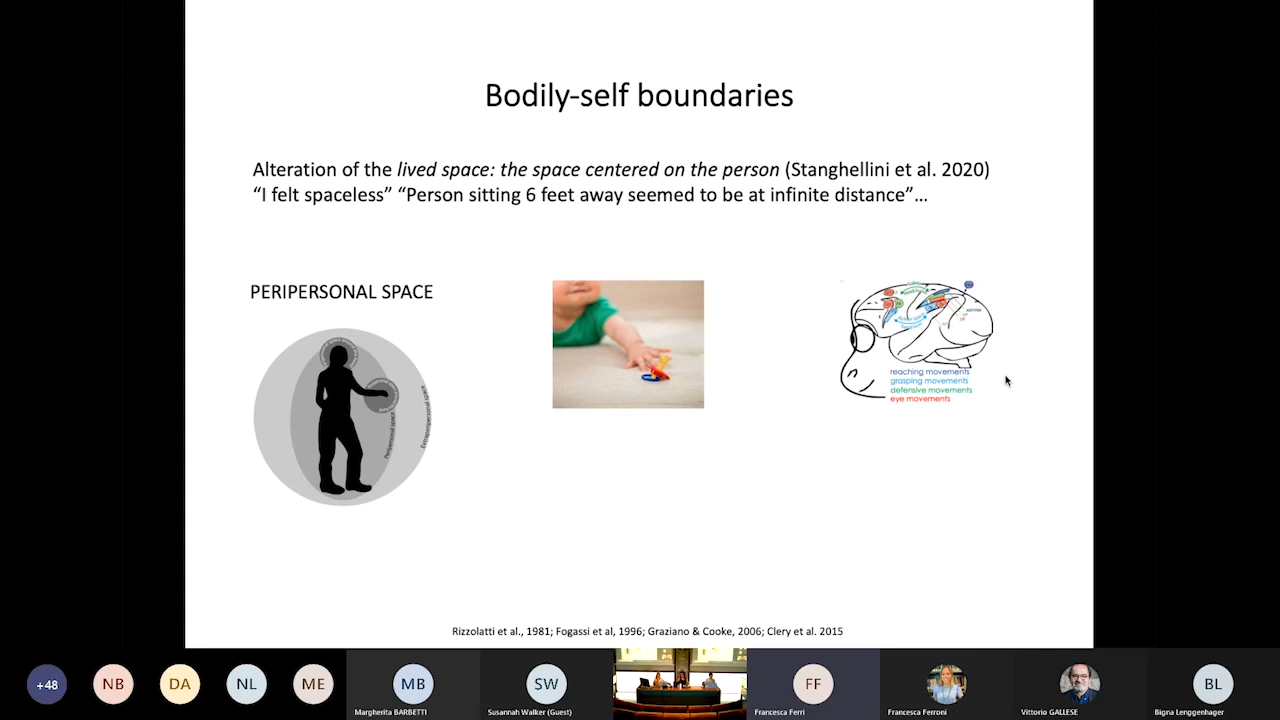 Bodily-self boundaries
Alteration of the lived space: the space centered on the person (Stanghellini et al. 2020)
“I felt spaceless” “Person sitting 6 feet away seemed to be at infinite distance”…
PERIPERSONAL SPACE
Peripersonal space
Extrapersonal space
reaching movements
grasping movements
defensive movements
eye movements
Rizzolatti et al., 1981; Fogassi et al, 1996; Graziano & Cooke, 2006; Clery et al. 2015
+48
NB
DA
NL
ME
MB
SW
FF
BL
Margherita BARBETTI
Susannah Walker (Guest)
Francesca Ferri
Francesca Ferroni
Vittorio GALLESE
Bigna Lenggenhager